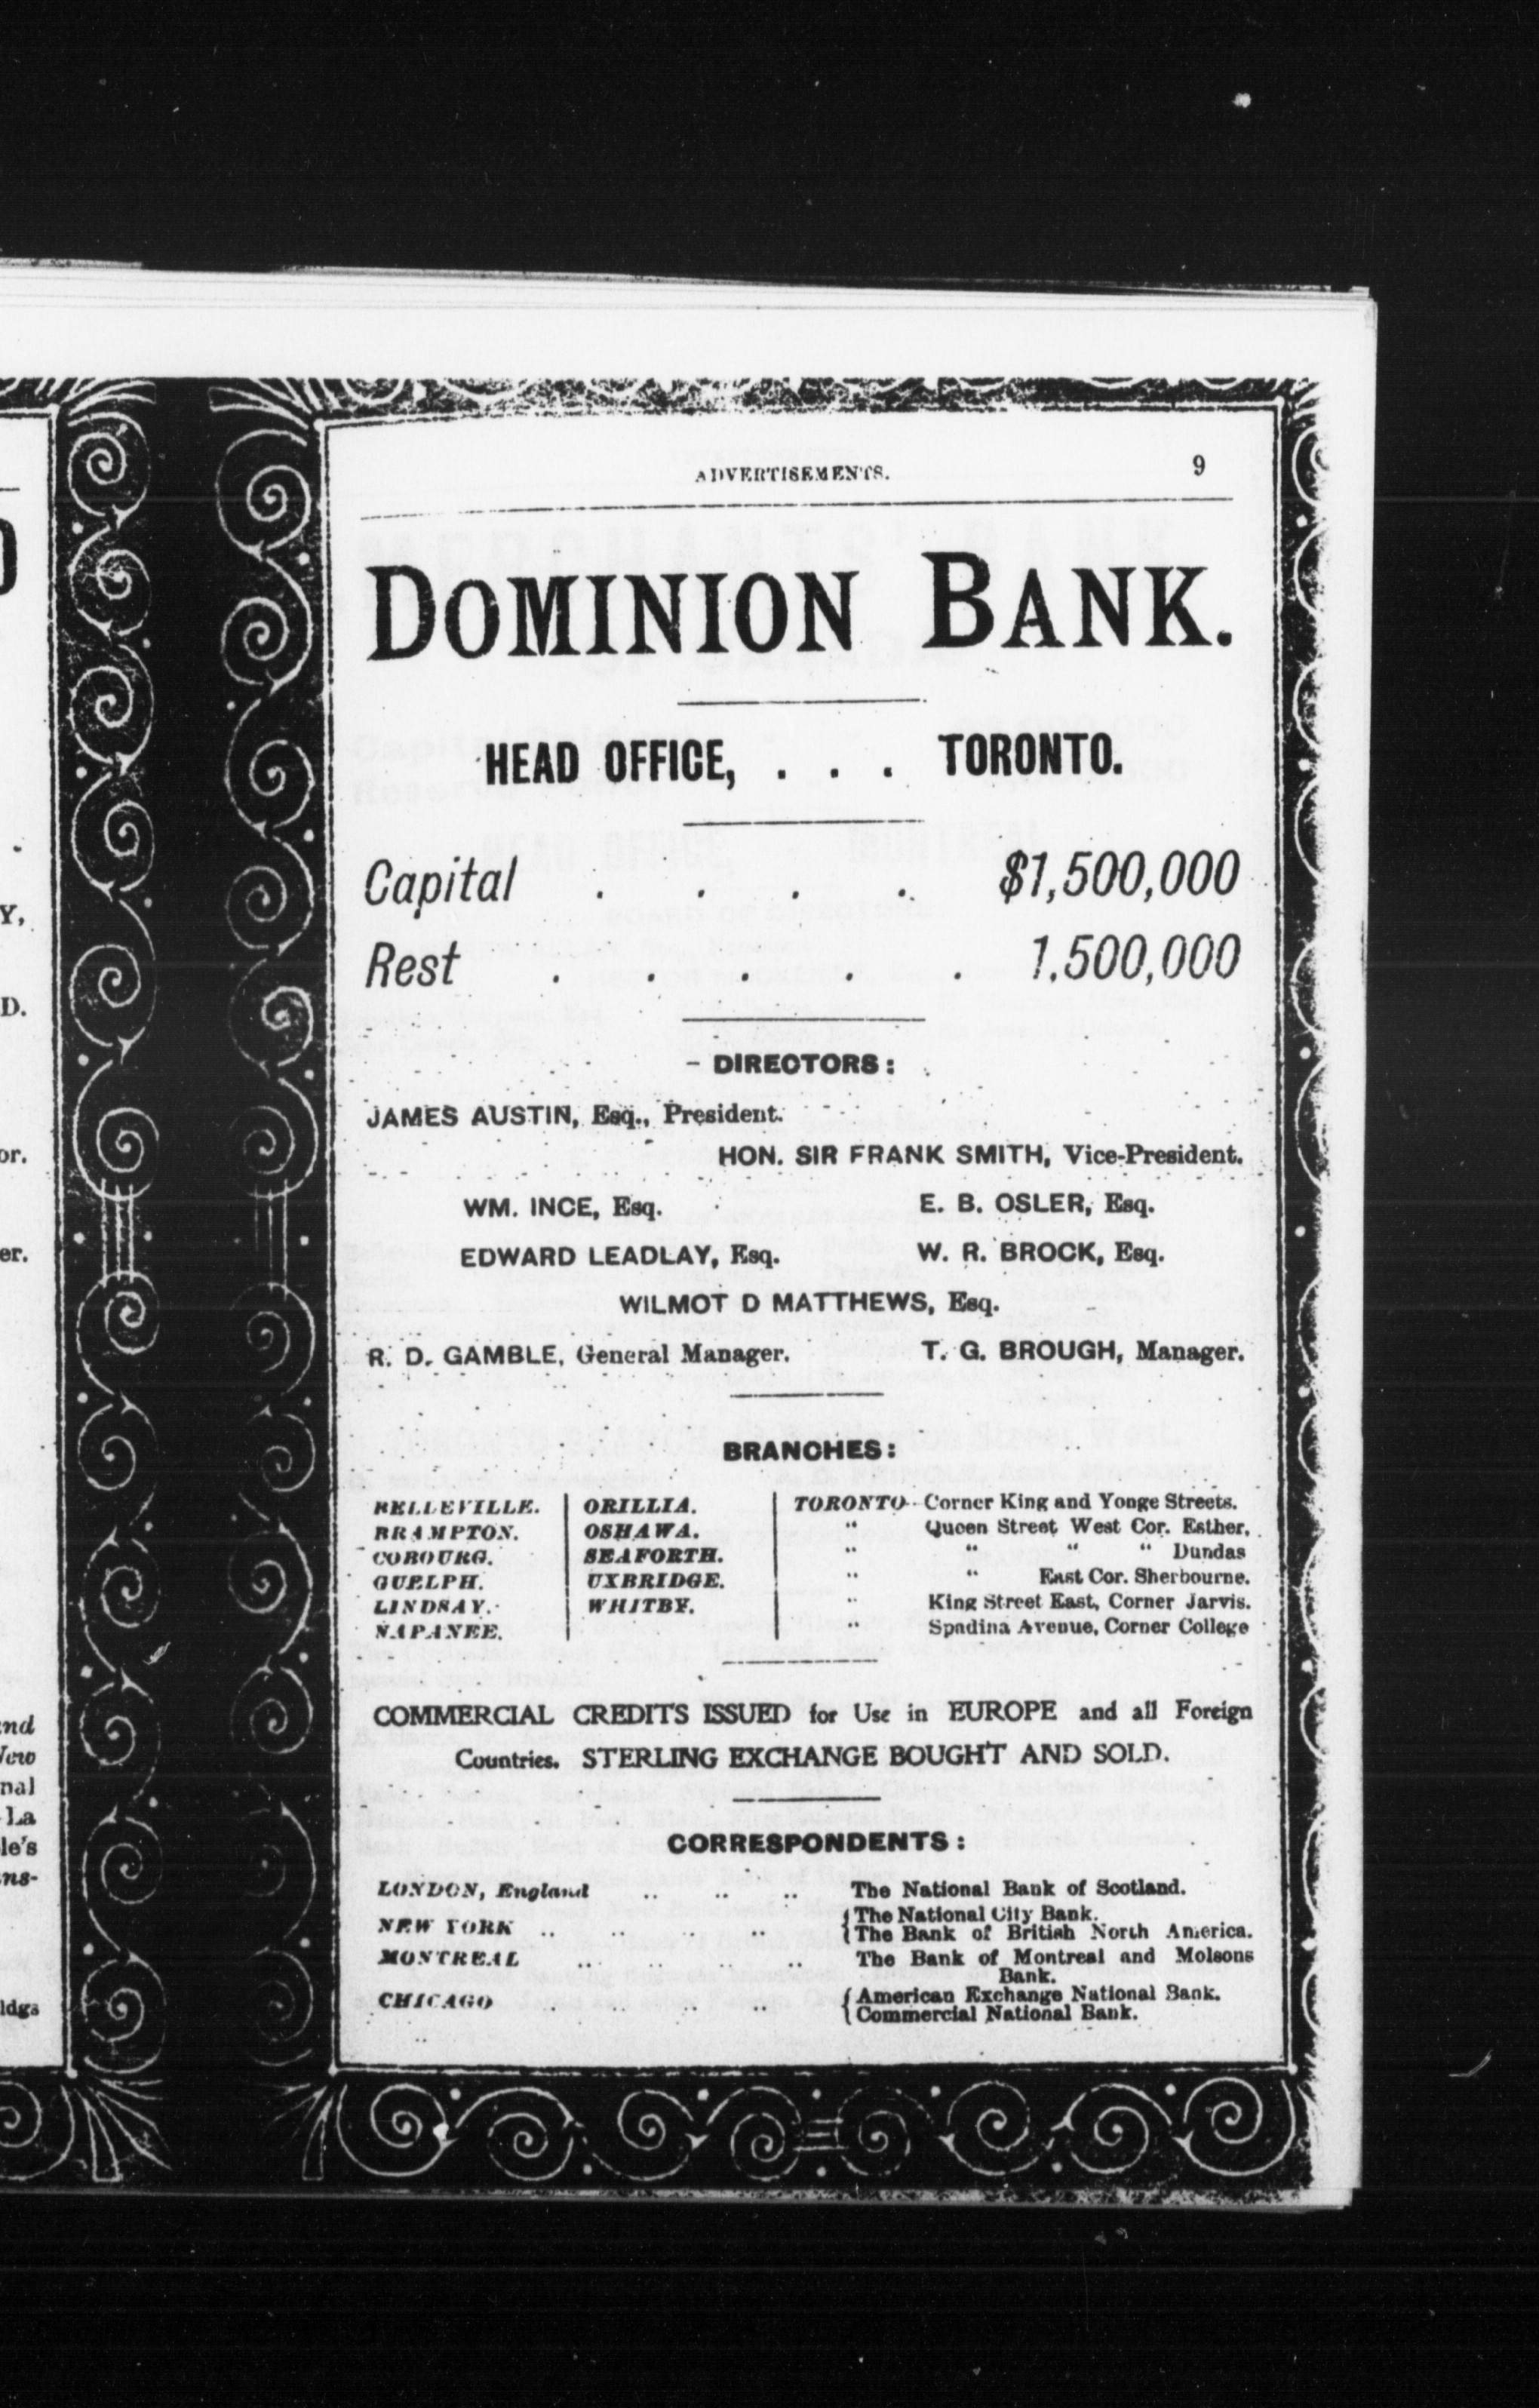 ADVERTISEMENTS. 9
DOMINION BANK.
HEAD OFFICE, . . . TORONTO.
Capital . . . . $1,500,000
Rest . . . . . 1,500,000
DIRECTORS:
JAMES AUSTIN, Esq., President.
HON. SIR FRANK SMITH, Vice-President.
WM. INCE, Esq. E. B. OSLER, Esq.
EDWARD LEADLAY, Esq. W. R. BROCK, Esq.
WILMOT D MATTHEWS, Esq.
R. D. GAMBLE, General Manager. T. G. BROUGH, Manager.
BRANCHES:
BELLEVILLE. ORILLIA. TORONTO—Corner King and Yonge Streets.
BRAMPTON. OSHAWA. " Queen Street West Cor. Esther.
COBOURG. SEAFORTH. " " " " Dundas
GUELPH. UXBRIDGE. " " East Cor. Sherbourne.
LINDSAY. WHITBY. " King Street East, Corner Jarvis.
NAPANEE. " Spadina Avenue, Corner College
COMMERCIAL CREDITS ISSUED for Use in EUROPE and all Foreign
Countries. STERLING EXCHANGE BOUGHT AND SOLD.
CORRESPONDENTS:
LONDON, England .. .. .. The National Bank of Scotland.
NEW YORK .. .. .. .. { The National City Bank.
{ The Bank of British North America.
MONTREAL .. .. .. .. The Bank of Montreal and Molsons
Bank.
CHICAGO .. .. .. .. { American Exchange National Bank.
{ Commercial National Bank.